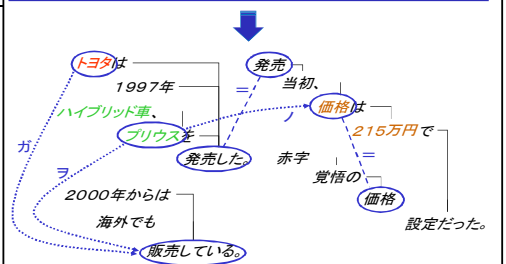 トヨタは
1997年
ハイブリッド車、
プリウスを
発売した。
ガ
ヲ
2000年からは
海外でも
販売している。
発売
当初、
=
ノ
価格は
215万円で
赤字
覚悟の
=
価格
設定だった。